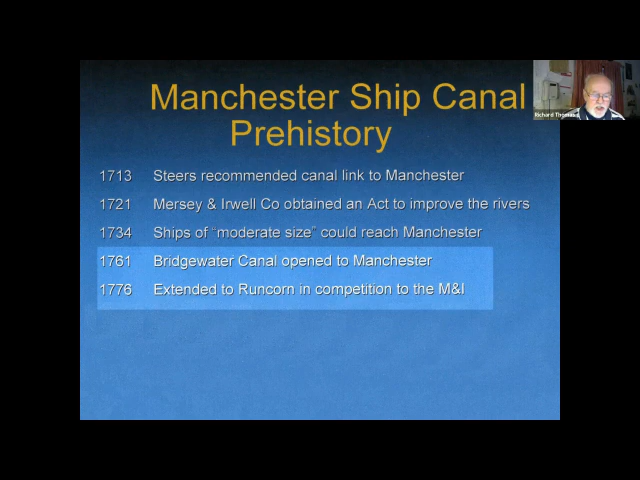 Manchester Ship Canal
Prehistory
1713 Steers recommended canal link to Manchester
1721 Mersey & Irwell Co obtained an Act to improve the rivers
1734 Ships of "moderate size" could reach Manchester
1761 Bridgewater Canal opened to Manchester
1776 Extended to Runcorn in competition to the M&I
Richard Thomas